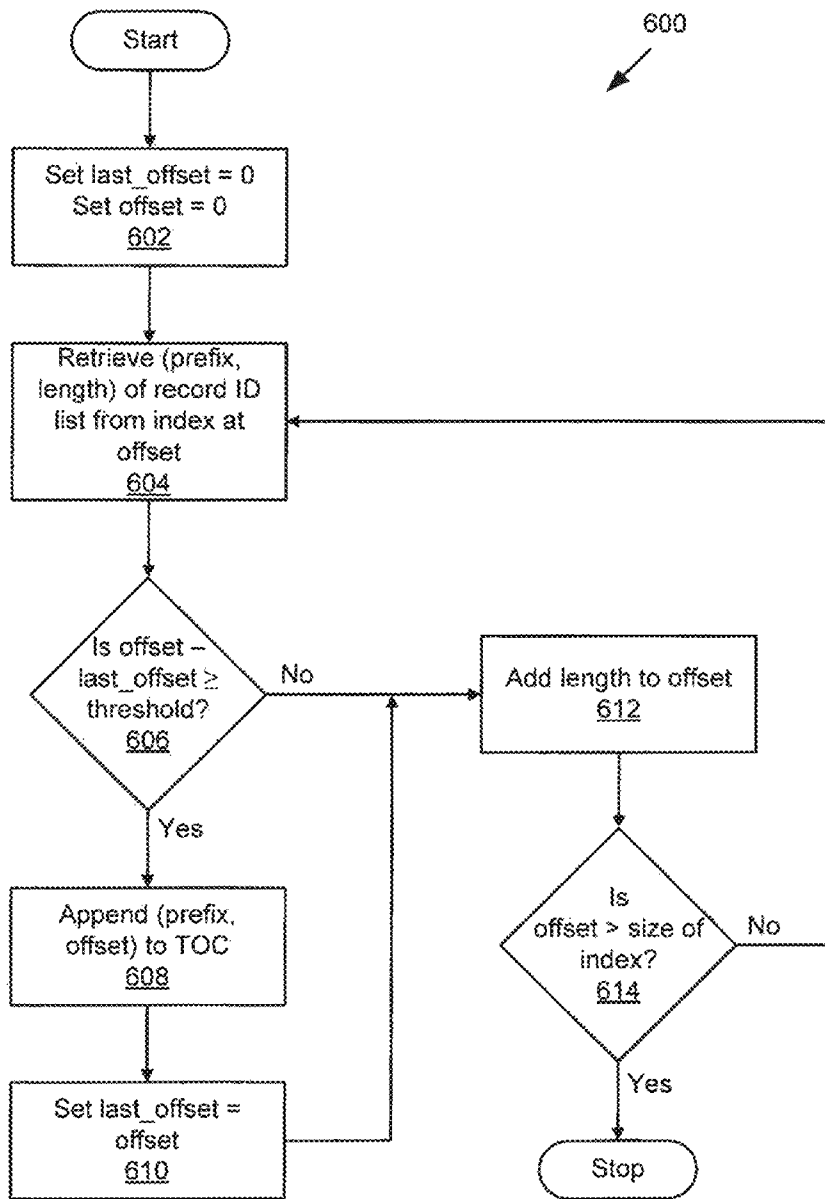 Start
600
Set last_offset = 0
Set offset = 0
602
Retrieve (prefix,
length) of record ID
list from index at
offset
604
Is offset –
last_offset ≥
threshold?
606
No
Yes
Add length to offset
612
Append (prefix,
offset) to TOC
608
Is
offset > size of
index?
614
No
Yes
Set last_offset =
offset
610
Stop